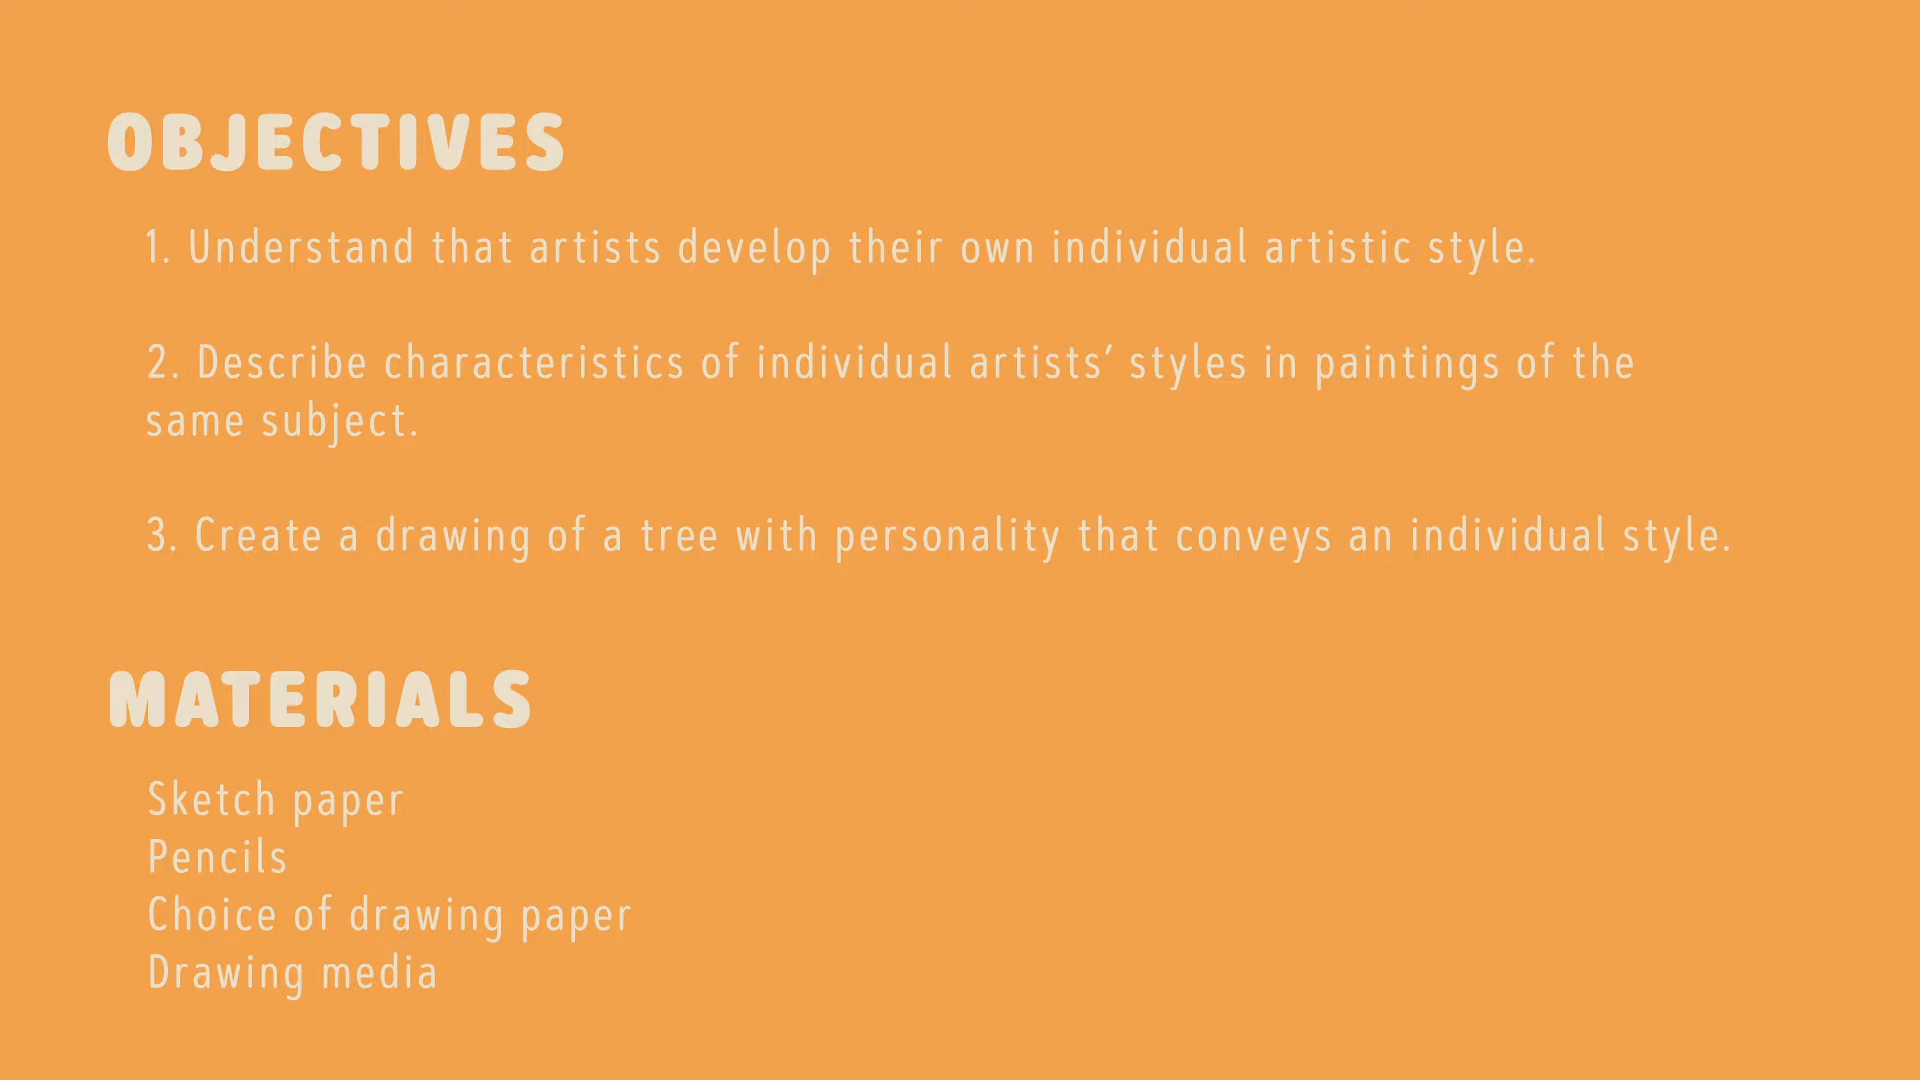 OBJECTIVES
1. Understand that artists develop their own individual artistic style.
2. Describe characteristics of individual artists’ styles in paintings of the
same subject.
3. Create a drawing of a tree with personality that conveys an individual style.
MATERIALS
Sketch paper
Pencils
Choice of drawing paper
Drawing media